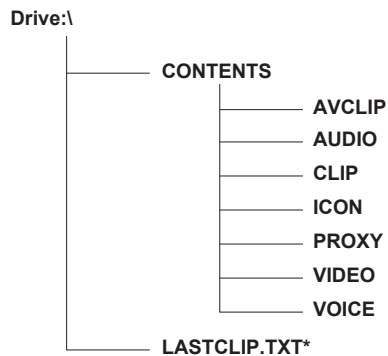 Drive:\
CONTENTS
AVCLIP
AUDIO
CLIP
ICON
PROXY
VIDEO
VOICE
LASTCLIP.TXT*